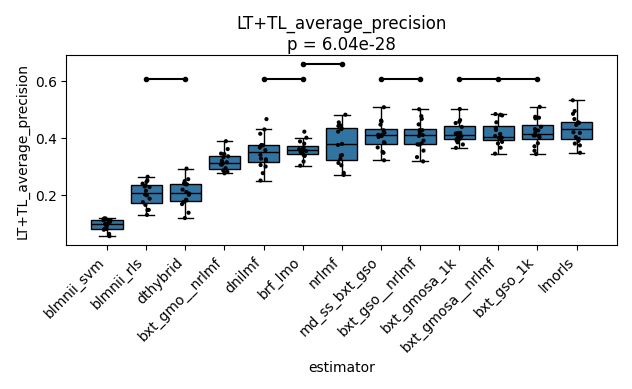 LT+TL_average_precision
p = 6.04e-28
LT+TL_average_precision
0.6
0.4
0.2
blmnii_svm
blmnii_rls
dthybrid
bxt_gmo__nrlmf
dnilmf
brf_lmo
nrlmf
md_ss_bxt_gso
bxt_gso__nrlmf
bxt_gmosa_1k
bxt_gmosa__nrlmf
bxt_gso_1k
lmorls
estimator